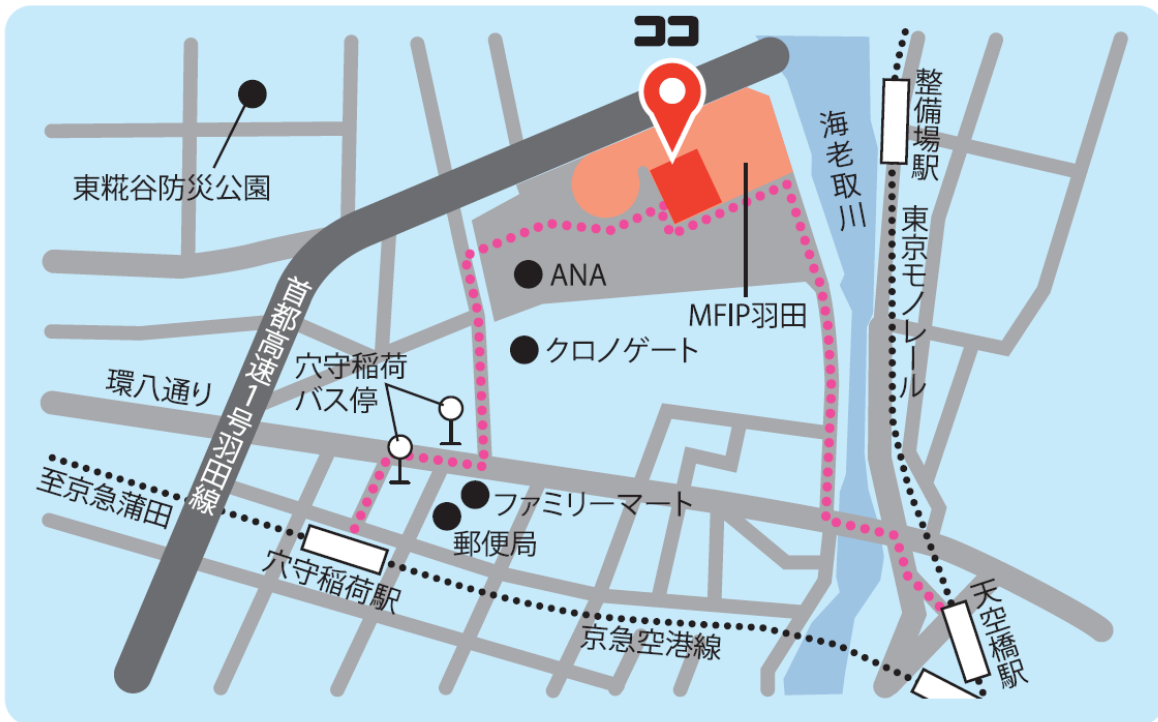 ココ
東糀谷防災公園
海老取川
整備場駅
東京モノレール
ANA
MFIP羽田
クロノゲート
首都高速1号羽田線
環八通り
穴守稲荷
バス停
至京急蒲田
ファミリーマート
郵便局
穴守稲荷駅
京急空港線
天空橋駅